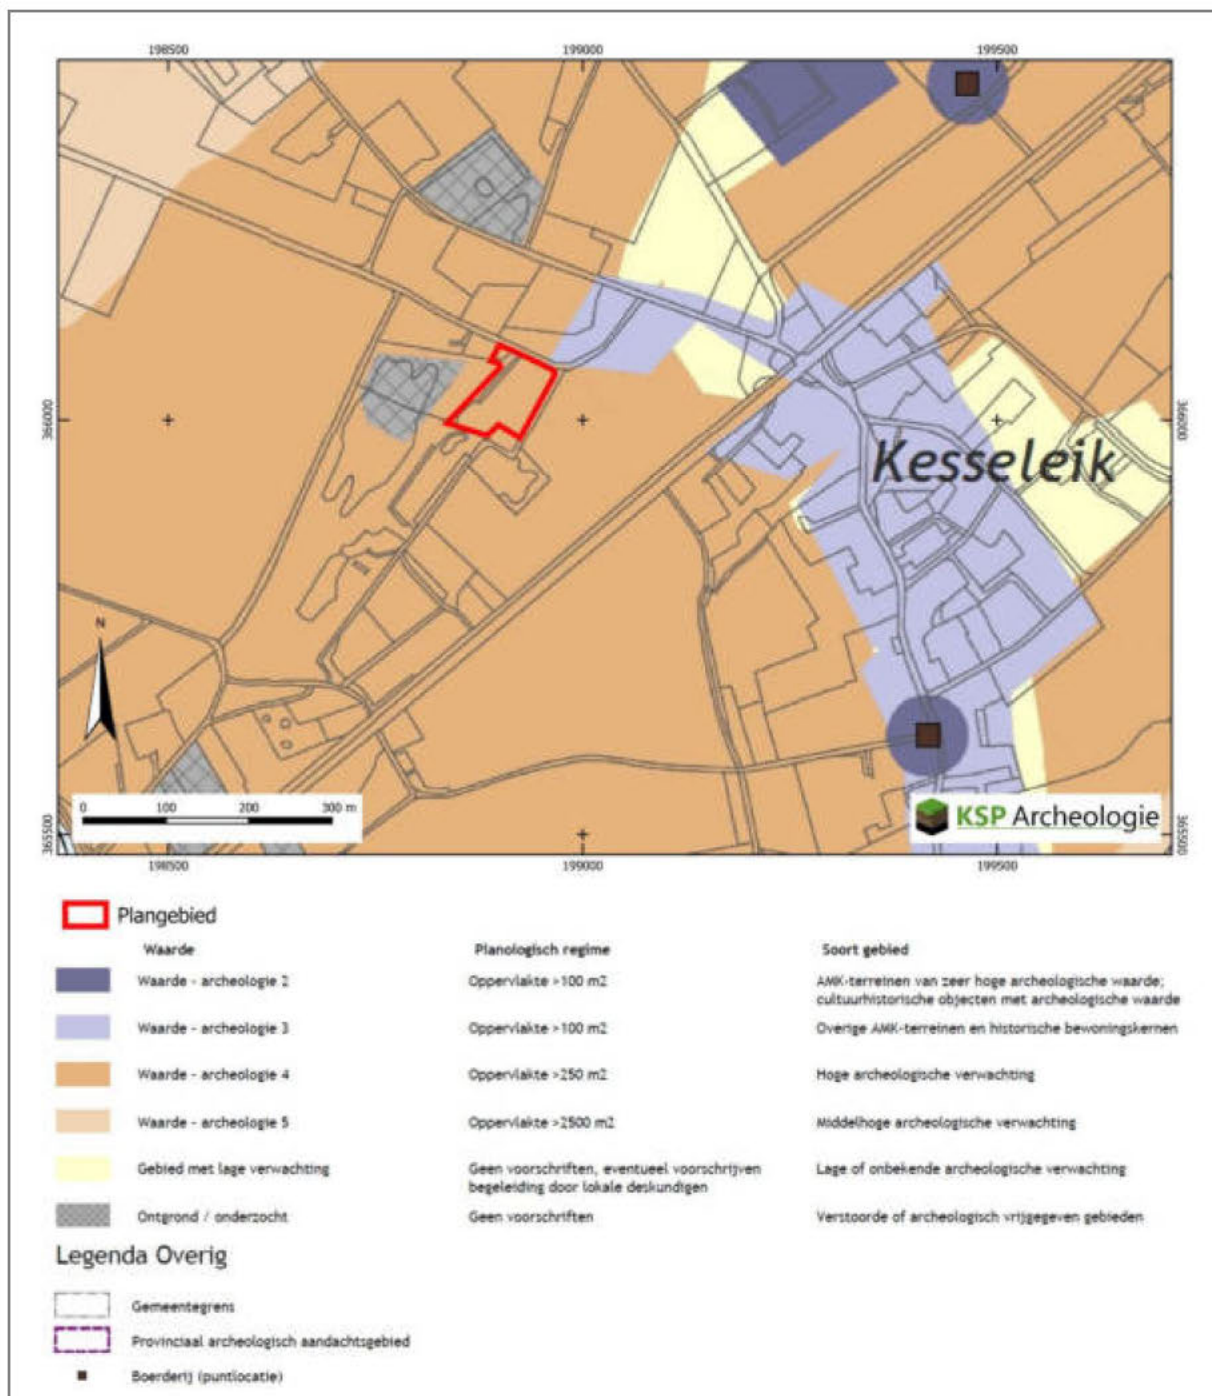 198500 199000 199500
366000 366000
Kesseleik
N
0 100 200 300 m
KSP Archeologie
365500 365500
198500 199000 199500
Plangebied
Waarde Planologisch regime Soort gebied
Waarde - archeologie 2 Oppervlakte >100 m2 AMK-terreinen van zeer hoge archeologische waarde;
cultuurhistorische objecten met archeologische waarde
Waarde - archeologie 3 Oppervlakte >100 m2 Overige AMK-terreinen en historische bewoningskernen
Waarde - archeologie 4 Oppervlakte >250 m2 Hoge archeologische verwachting
Waarde - archeologie 5 Oppervlakte >2500 m2 Middelhoge archeologische verwachting
Gebied met lage verwachting Geen voorschriften, eventueel voorschrijven Lage of onbekende archeologische verwachting
begeleiding door lokale deskundigen
Ontgrond / onderzocht Geen voorschriften Verstoorde of archeologisch vrijgegeven gebieden
Legenda Overig
Gemeentegrens
Provinciaal archeologisch aandachtsgebied
Boerderij (puntlocatie)